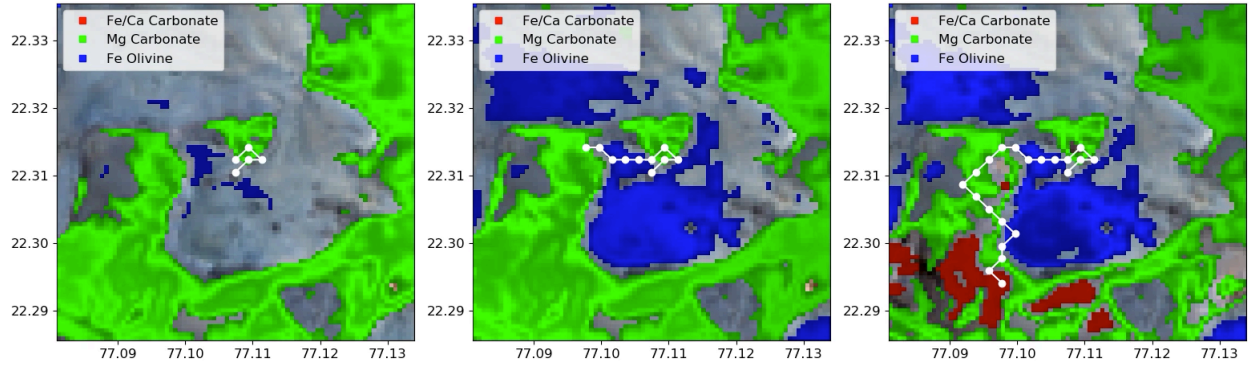 Fe/Ca Carbonate
Mg Carbonate
Fe Olivine
22.33
22.32
22.31
22.30
22.29
77.09 77.10 77.11 77.12 77.13
Fe/Ca Carbonate
Mg Carbonate
Fe Olivine
22.33
22.32
22.31
22.30
22.29
77.09 77.10 77.11 77.12 77.13
Fe/Ca Carbonate
Mg Carbonate
Fe Olivine
22.33
22.32
22.31
22.30
22.29
77.09 77.10 77.11 77.12 77.13